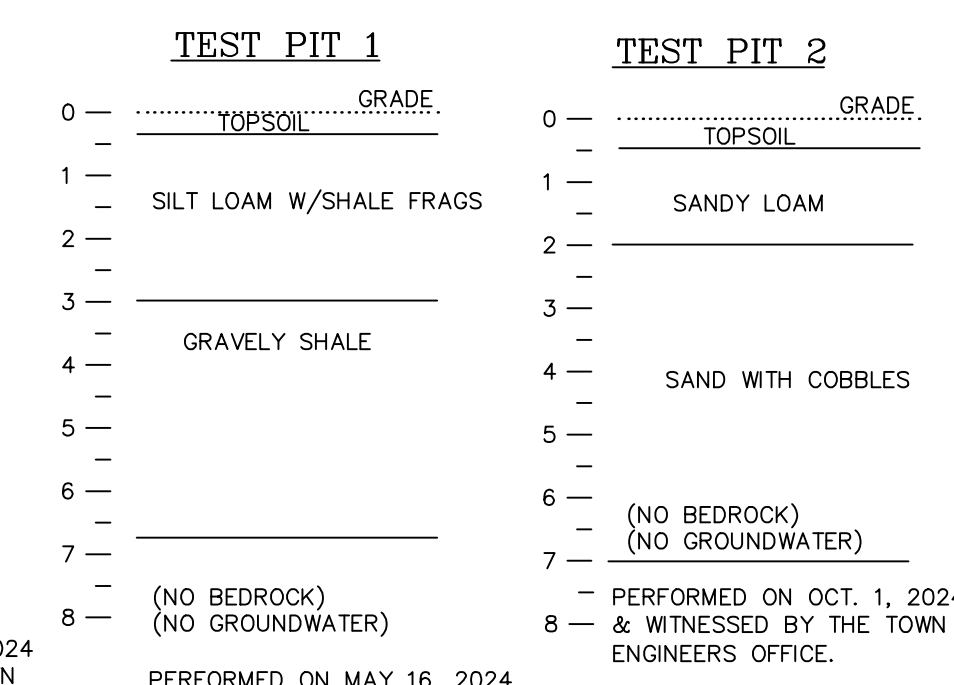 TEST PIT 1
GRADE
0
TOPSOIL
1
SILT LOAM W/SHALE FRAGS
2
3
GRAVELY SHALE
4
5
6
7
(NO BEDROCK)
8
(NO GROUNDWATER)
PERFORMED ON MAY 16, 2024
024
N
TEST PIT 2
GRADE
0
TOPSOIL
1
SANDY LOAM
2
3
4
SAND WITH COBBLES
5
6
(NO BEDROCK)
(NO GROUNDWATER)
7
PERFORMED ON OCT. 1, 2024
8
& WITNESSED BY THE TOWN
ENGINEERS OFFICE.